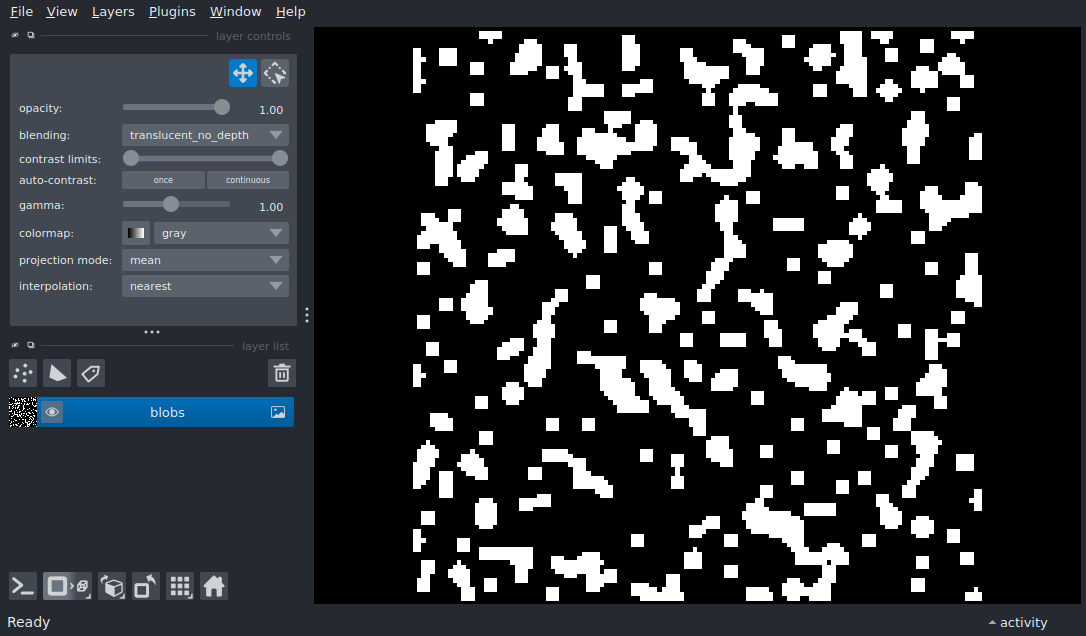 File View Layers Plugins Window Help
layer controls
opacity: 1.00
blending: translucent_no_depth
contrast limits:
auto-contrast: once continuous
gamma: 1.00
colormap: gray
projection mode: mean
interpolation: nearest
layer list
blobs
Ready activity